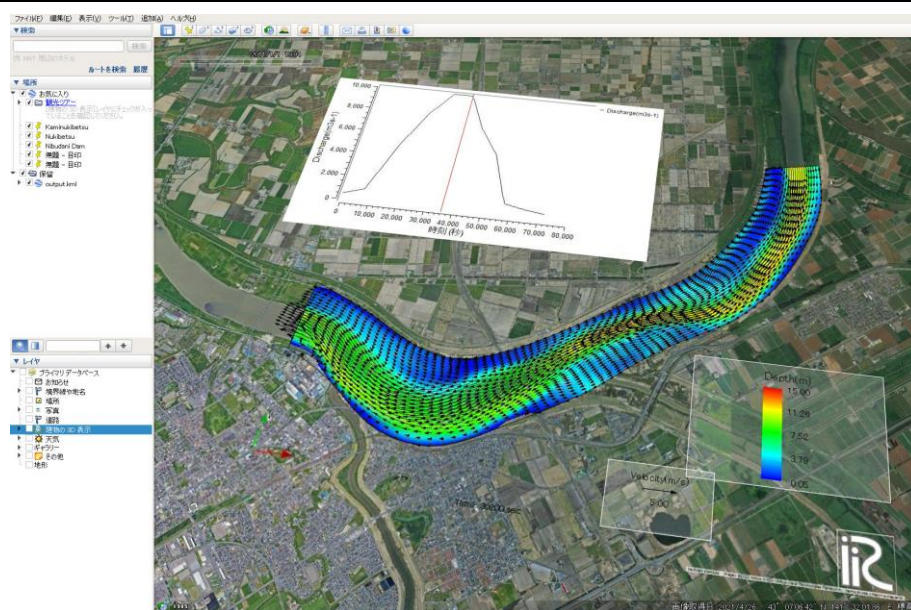 ファイル(F) 編集(E) 表示(V) ツール(T) 追加(A) ヘルプ(H)
▼検索
検索
ルートを検索 履歴
▼ 場所
お気に入り
観光ツアー
Kaminukibetsu
Nukibetsu
Nibudani Dam
無題 - 目印
無題 - 目印
保留
output.kml
▼ レイヤ
プライマリ データベース
お知らせ
境界線や地名
場所
写真
道路
建物の 3D 表示
天気
ギャラリー
その他
地形
10,000
8,000
6,000
4,000
2,000
0
Discharge(m3s-1)
Discharge(m3s-1)
0
10,000
20,000
30,000
40,000
50,000
60,000
70,000
80,000
時刻 (秒)
Depth(m)
15.00
11.26
7.52
3.79
0.05
Velocity(m/s)
5.00
iRIC